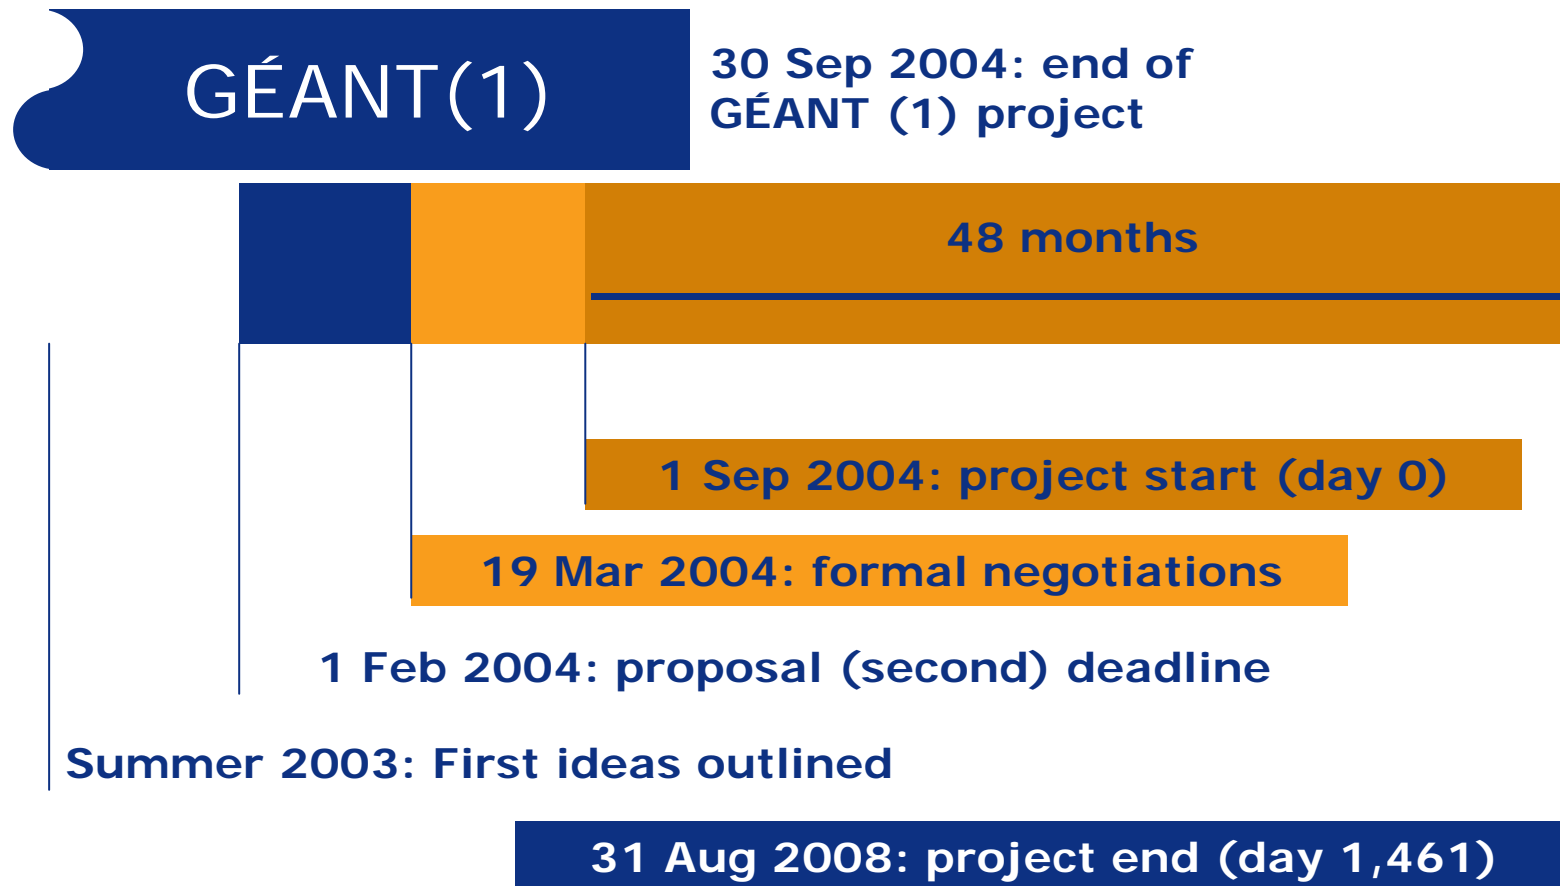 GÉANT(1)
30 Sep 2004: end of
GÉANT (1) project
48 months
1 Sep 2004: project start (day 0)
19 Mar 2004: formal negotiations
1 Feb 2004: proposal (second) deadline
Summer 2003: First ideas outlined
31 Aug 2008: project end (day 1,461)